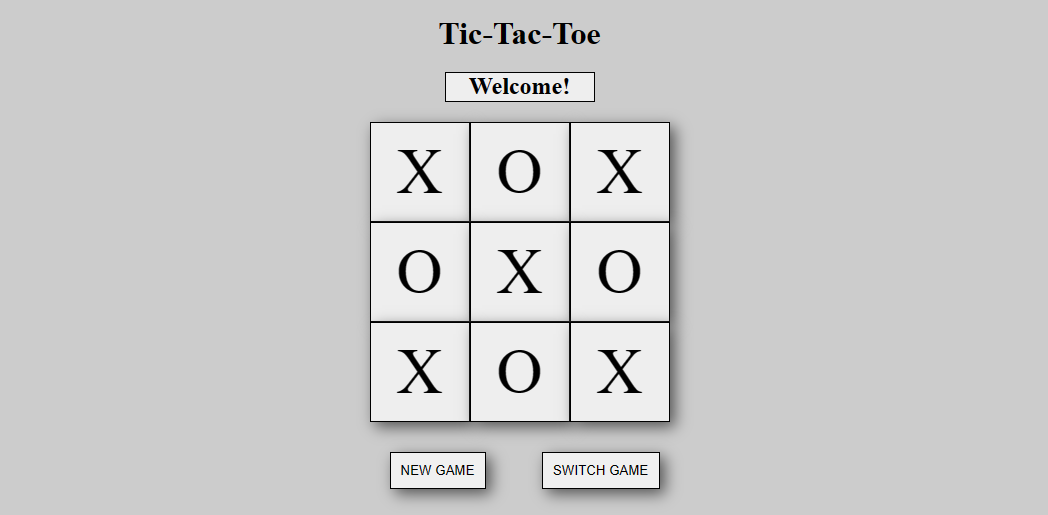 Tic-Tac-Toe
Welcome!
X O X
O X O
X O X
NEW GAME SWITCH GAME